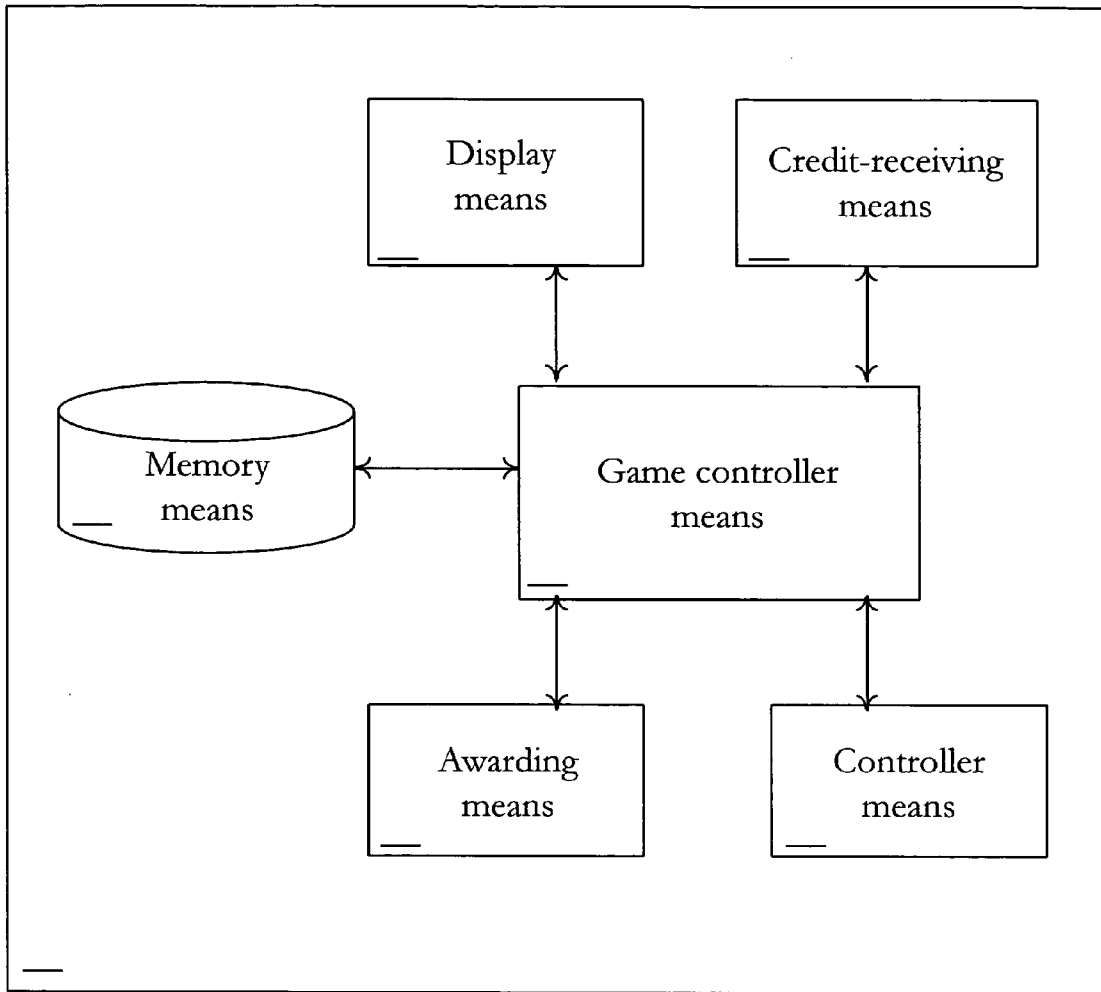 Display
means
Credit-receiving
means
Memory
means
Game controller
means
Awarding
means
Controller
means